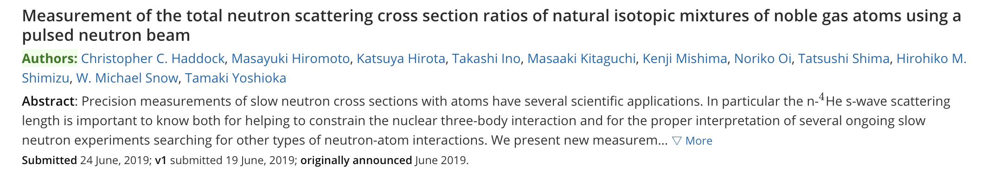 Measurement of the total neutron scattering cross section ratios of natural isotopic mixtures of noble gas atoms using a
pulsed neutron beam
Authors: Christopher C. Haddock, Masayuki Hiromoto, Katsuya Hirota, Takashi Ino, Masaaki Kitaguchi, Kenji Mishima, Noriko Oi, Tatsushi Shima, Hirohiko M.
Shimizu, W. Michael Snow, Tamaki Yoshioka
Abstract: Precision measurements of slow neutron cross sections with atoms have several scientific applications. In particular the n-⁴He s-wave scattering
length is important to know both for helping to constrain the nuclear three-body interaction and for the proper interpretation of several ongoing slow
neutron experiments searching for other types of neutron-atom interactions. We present new measurem... ▽ More
Submitted 24 June, 2019; v1 submitted 19 June, 2019; originally announced June 2019.